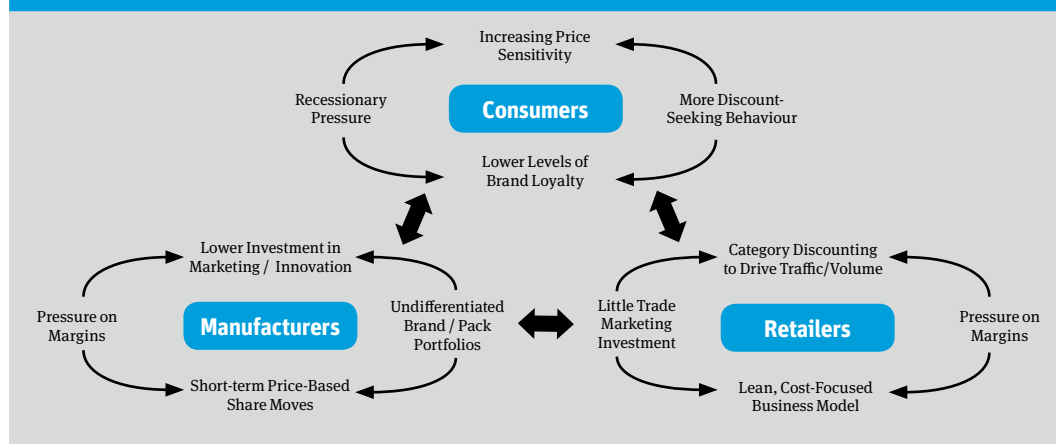 Increasing Price
Sensitivity
Recessionary
Pressure
Consumers
More Discount-
Seeking Behaviour
Lower Levels of
Brand Loyalty
Lower Investment in
Marketing / Innovation
Pressure on
Margins
Manufacturers
Undifferentiated
Brand / Pack
Portfolios
Short-term Price-Based
Share Moves
Category Discounting
to Drive Traffic/Volume
Little Trade
Marketing
Investment
Retailers
Pressure on
Margins
Lean, Cost-Focused
Business Model